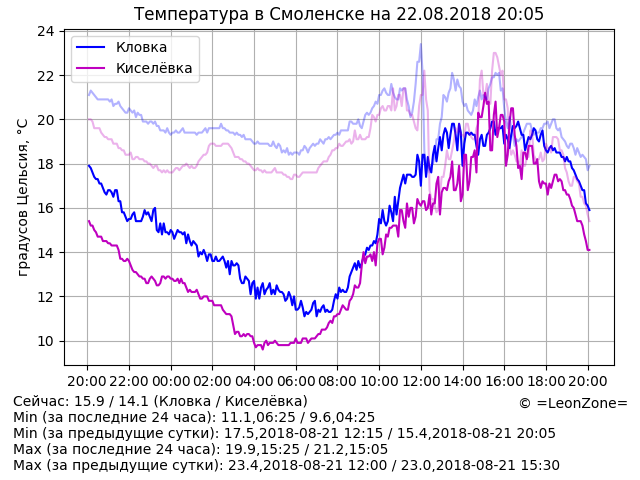 Температура в Смоленске на 22.08.2018 20:05
24
22
20
18
16
14
12
10
градусов Цельсия, °C
Кловка
Киселёвка
20:00 22:00 00:00 02:00 04:00 06:00 08:00 10:00 12:00 14:00 16:00 18:00 20:00
Сейчас: 15.9 / 14.1 (Кловка / Киселёвка)
© =LeonZone=
Min (за последние 24 часа): 11.1,06:25 / 9.6,04:25
Min (за предыдущие сутки): 17.5,2018-08-21 12:15 / 15.4,2018-08-21 20:05
Max (за последние 24 часа): 19.9,15:25 / 21.2,15:05
Max (за предыдущие сутки): 23.4,2018-08-21 12:00 / 23.0,2018-08-21 15:30